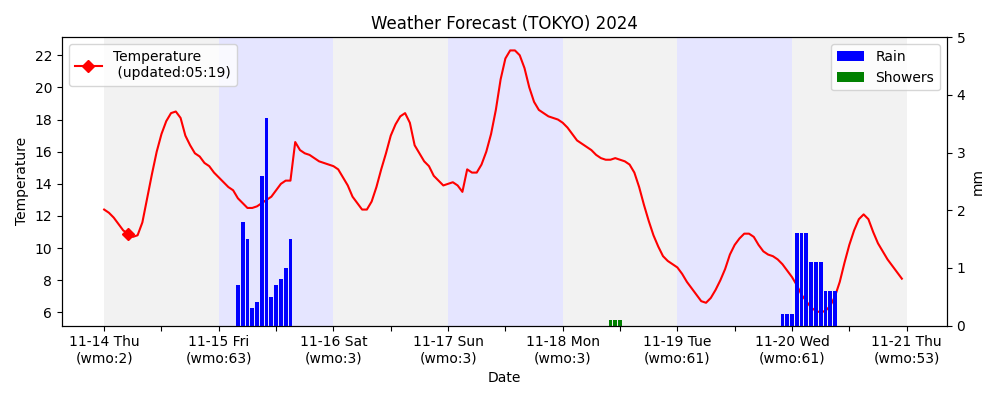 Weather Forecast (TOKYO) 2024
Temperature
(updated:05:19)
Rain
Showers
22
20
18
16
14
12
10
8
6
Temperature
5
4
3
2
1
0
mm
11-14 Thu
(wmo:2)
11-15 Fri
(wmo:63)
11-16 Sat
(wmo:3)
11-17 Sun
(wmo:3)
11-18 Mon
(wmo:3)
11-19 Tue
(wmo:61)
11-20 Wed
(wmo:61)
11-21 Thu
(wmo:53)
Date